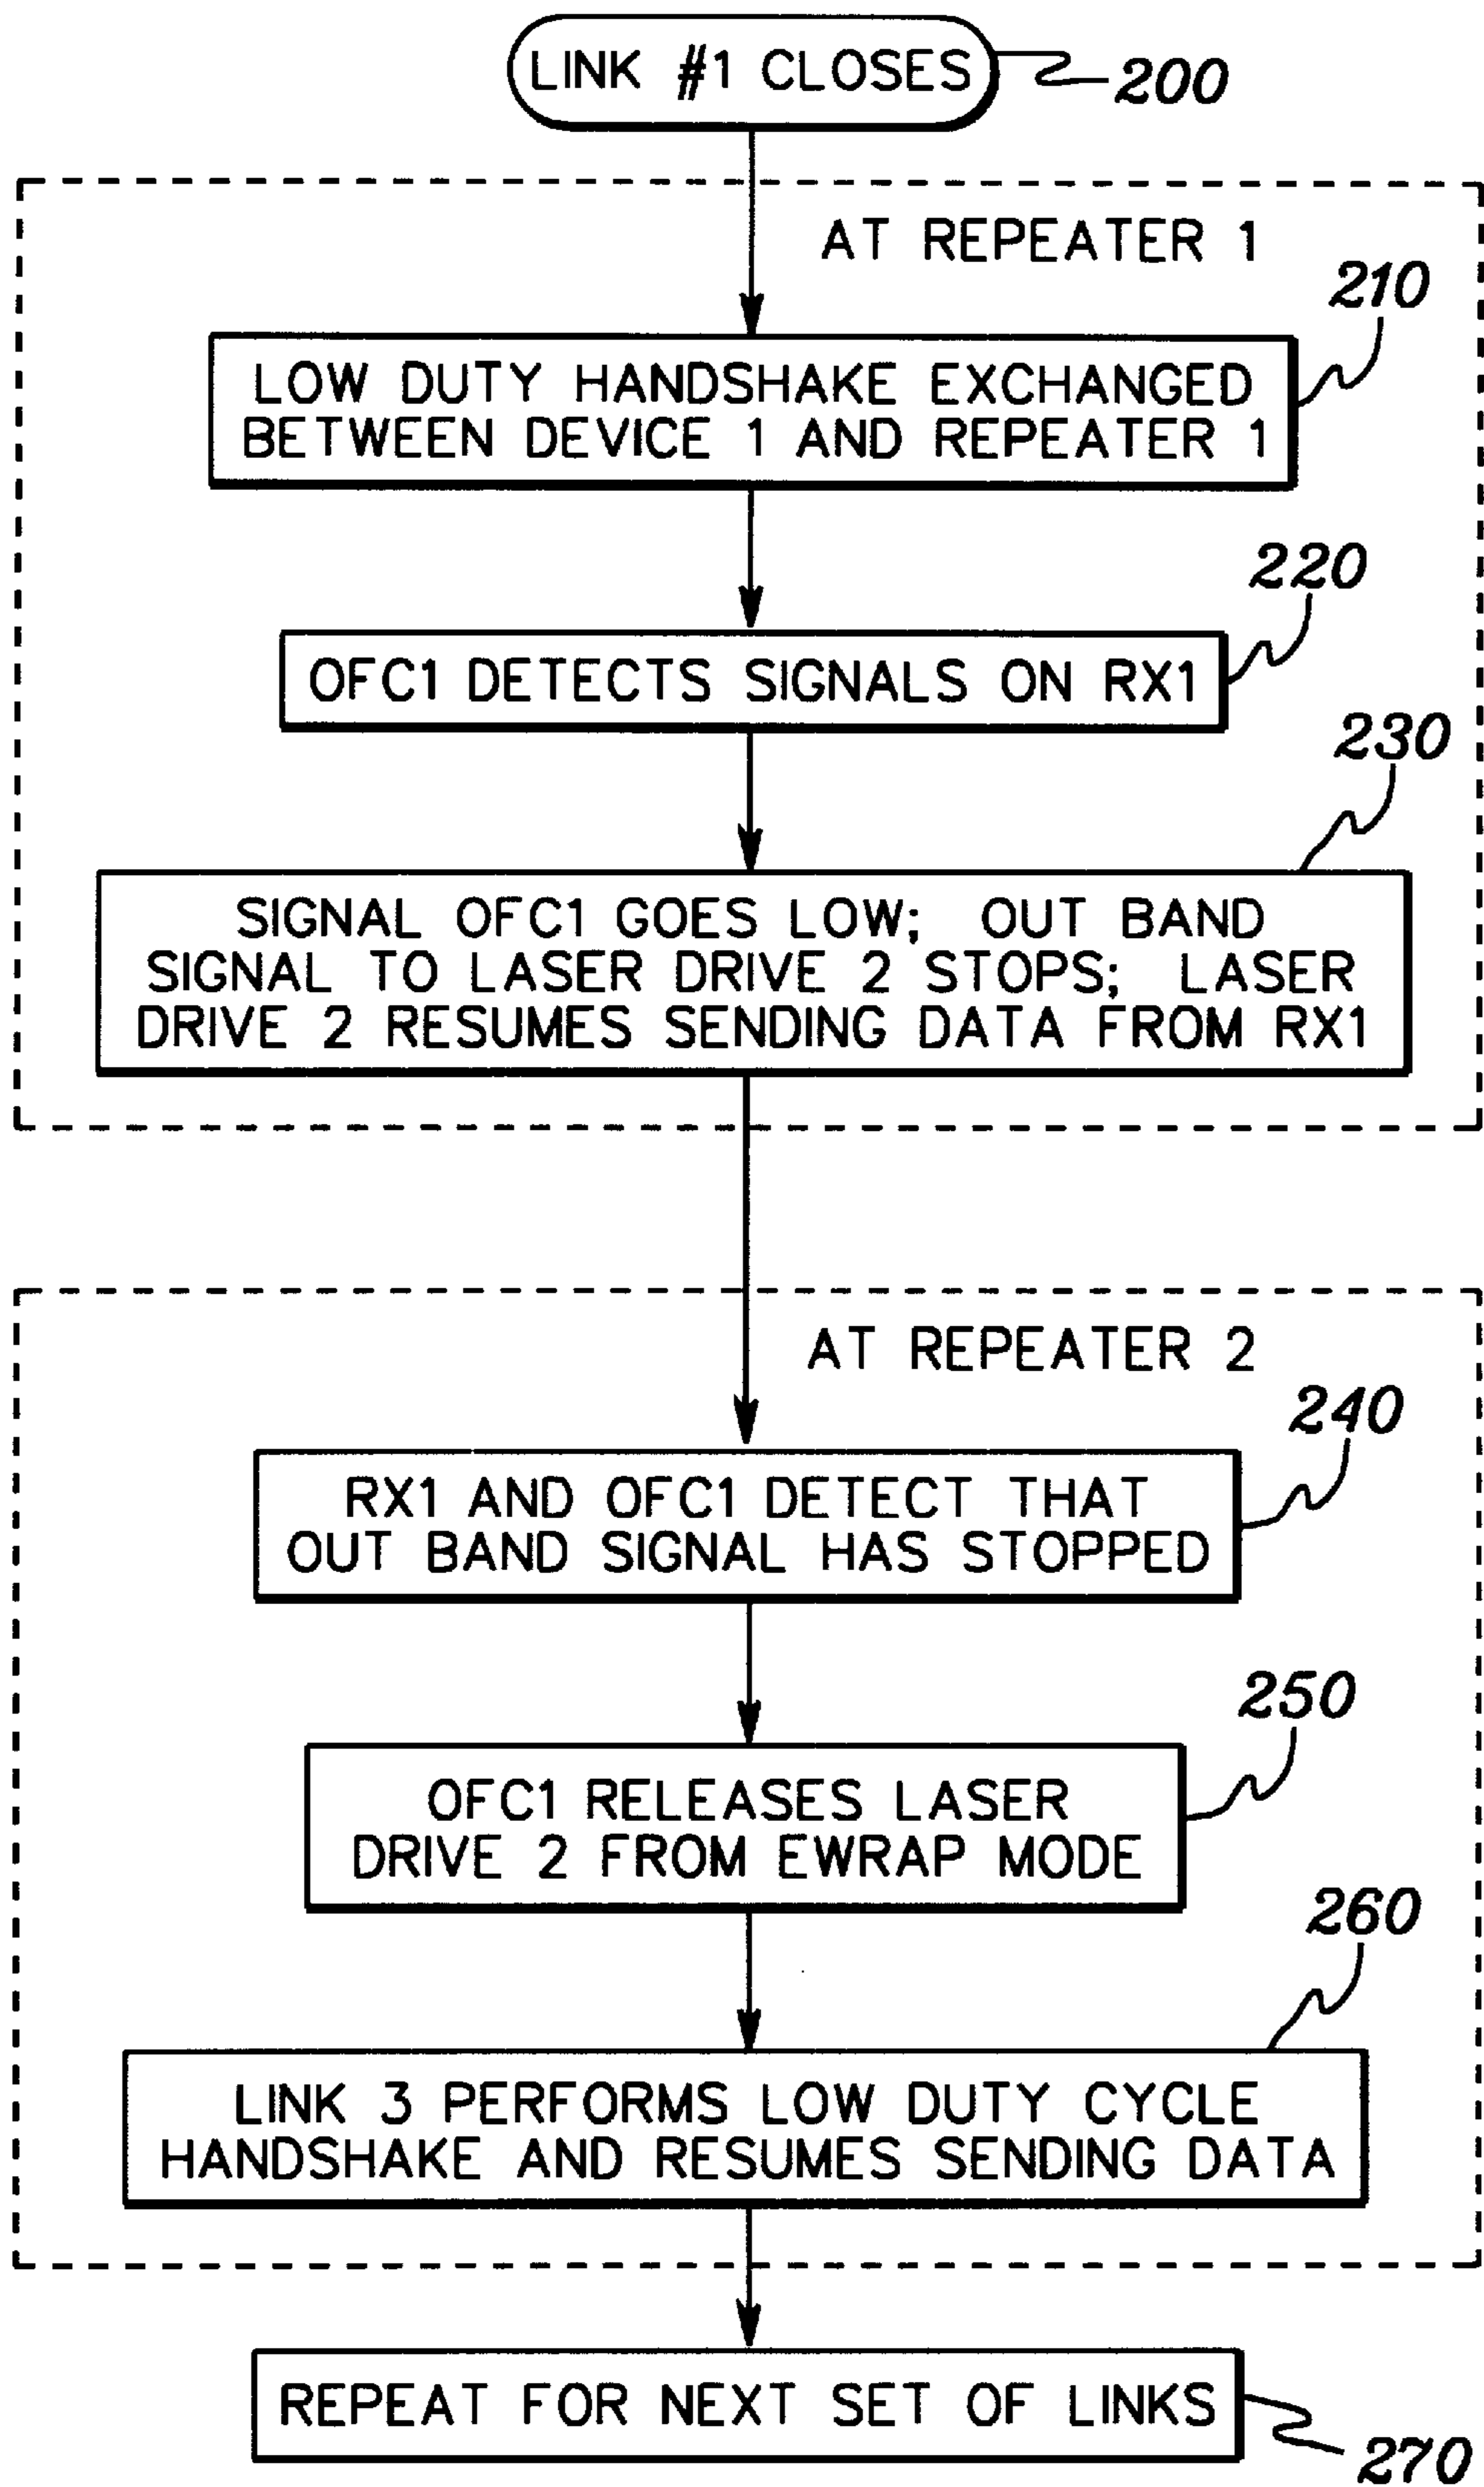 LINK #1 CLOSES
200
AT REPEATER 1
210
LOW DUTY HANDSHAKE EXCHANGED
BETWEEN DEVICE 1 AND REPEATER 1
220
OFC1 DETECTS SIGNALS ON RX1
230
SIGNAL OFC1 GOES LOW; OUT BAND
SIGNAL TO LASER DRIVE 2 STOPS; LASER
DRIVE 2 RESUMES SENDING DATA FROM RX1
AT REPEATER 2
240
RX1 AND OFC1 DETECT THAT
OUT BAND SIGNAL HAS STOPPED
250
OFC1 RELEASES LASER
DRIVE 2 FROM EWRAP MODE
260
LINK 3 PERFORMS LOW DUTY CYCLE
HANDSHAKE AND RESUMES SENDING DATA
REPEAT FOR NEXT SET OF LINKS
270